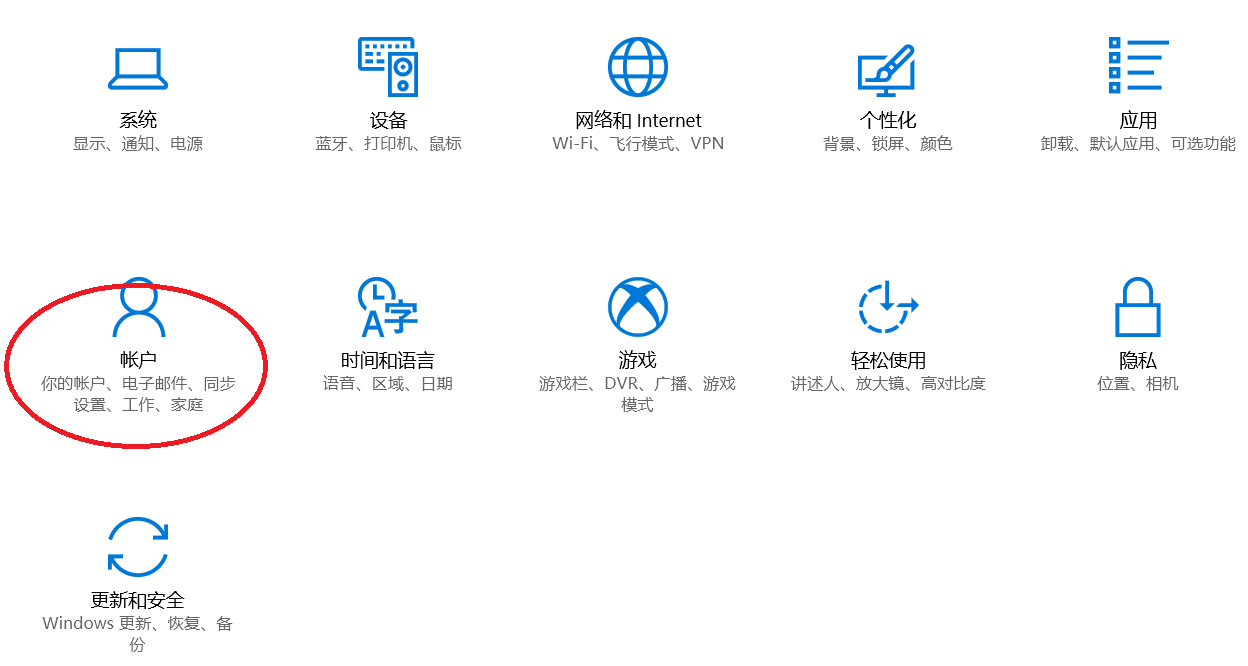 系统
显示、通知、电源
设备
蓝牙、打印机、鼠标
网络和 Internet
Wi-Fi、飞行模式、VPN
个性化
背景、锁屏、颜色
应用
卸载、默认应用、可选功能
帐户
你的帐户、电子邮件、同步
设置、工作、家庭
时间和语言
语音、区域、日期
游戏
游戏栏、DVR、广播、游戏
模式
轻松使用
讲述人、放大镜、高对比度
隐私
位置、相机
更新和安全
Windows 更新、恢复、备
份